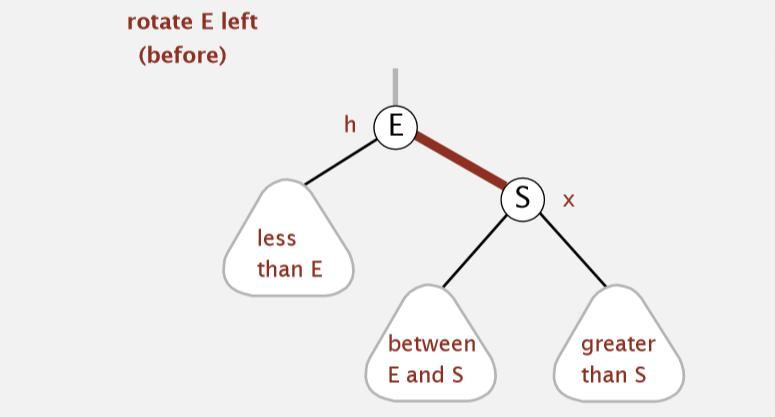 rotate E left
(before)
h
E
S
x
less
than E
between
E and S
greater
than S